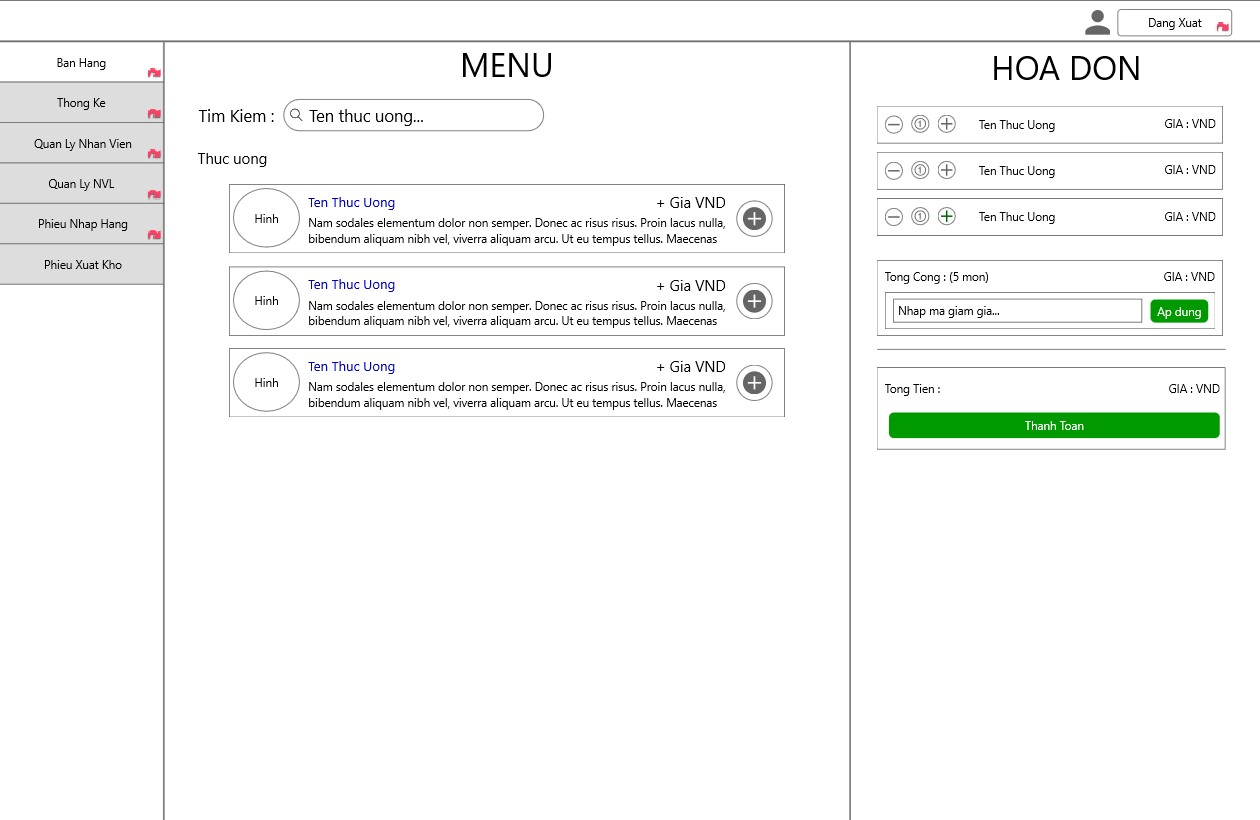 Dang Xuat
Ban Hang
Thong Ke
Quan Ly Nhan Vien
Quan Ly NVL
Phieu Nhap Hang
Phieu Xuat Kho
MENU
Tim Kiem :
Ten thuc uong...
Thuc uong
Hinh
Ten Thuc Uong
+ Gia VND
Nam sodales elementum dolor non semper. Donec ac risus risus. Proin lacus nulla,
bibendum aliquam nibh vel, viverra aliquam arcu. Ut eu tempus tellus. Maecenas
Hinh
Ten Thuc Uong
+ Gia VND
Nam sodales elementum dolor non semper. Donec ac risus risus. Proin lacus nulla,
bibendum aliquam nibh vel, viverra aliquam arcu. Ut eu tempus tellus. Maecenas
Hinh
Ten Thuc Uong
+ Gia VND
Nam sodales elementum dolor non semper. Donec ac risus risus. Proin lacus nulla,
bibendum aliquam nibh vel, viverra aliquam arcu. Ut eu tempus tellus. Maecenas
HOA DON
1 Ten Thuc Uong GIA : VND
1 Ten Thuc Uong GIA : VND
1 Ten Thuc Uong GIA : VND
Tong Cong : (5 mon) GIA : VND
Nhap ma giam gia... Ap dung
Tong Tien : GIA : VND
Thanh Toan